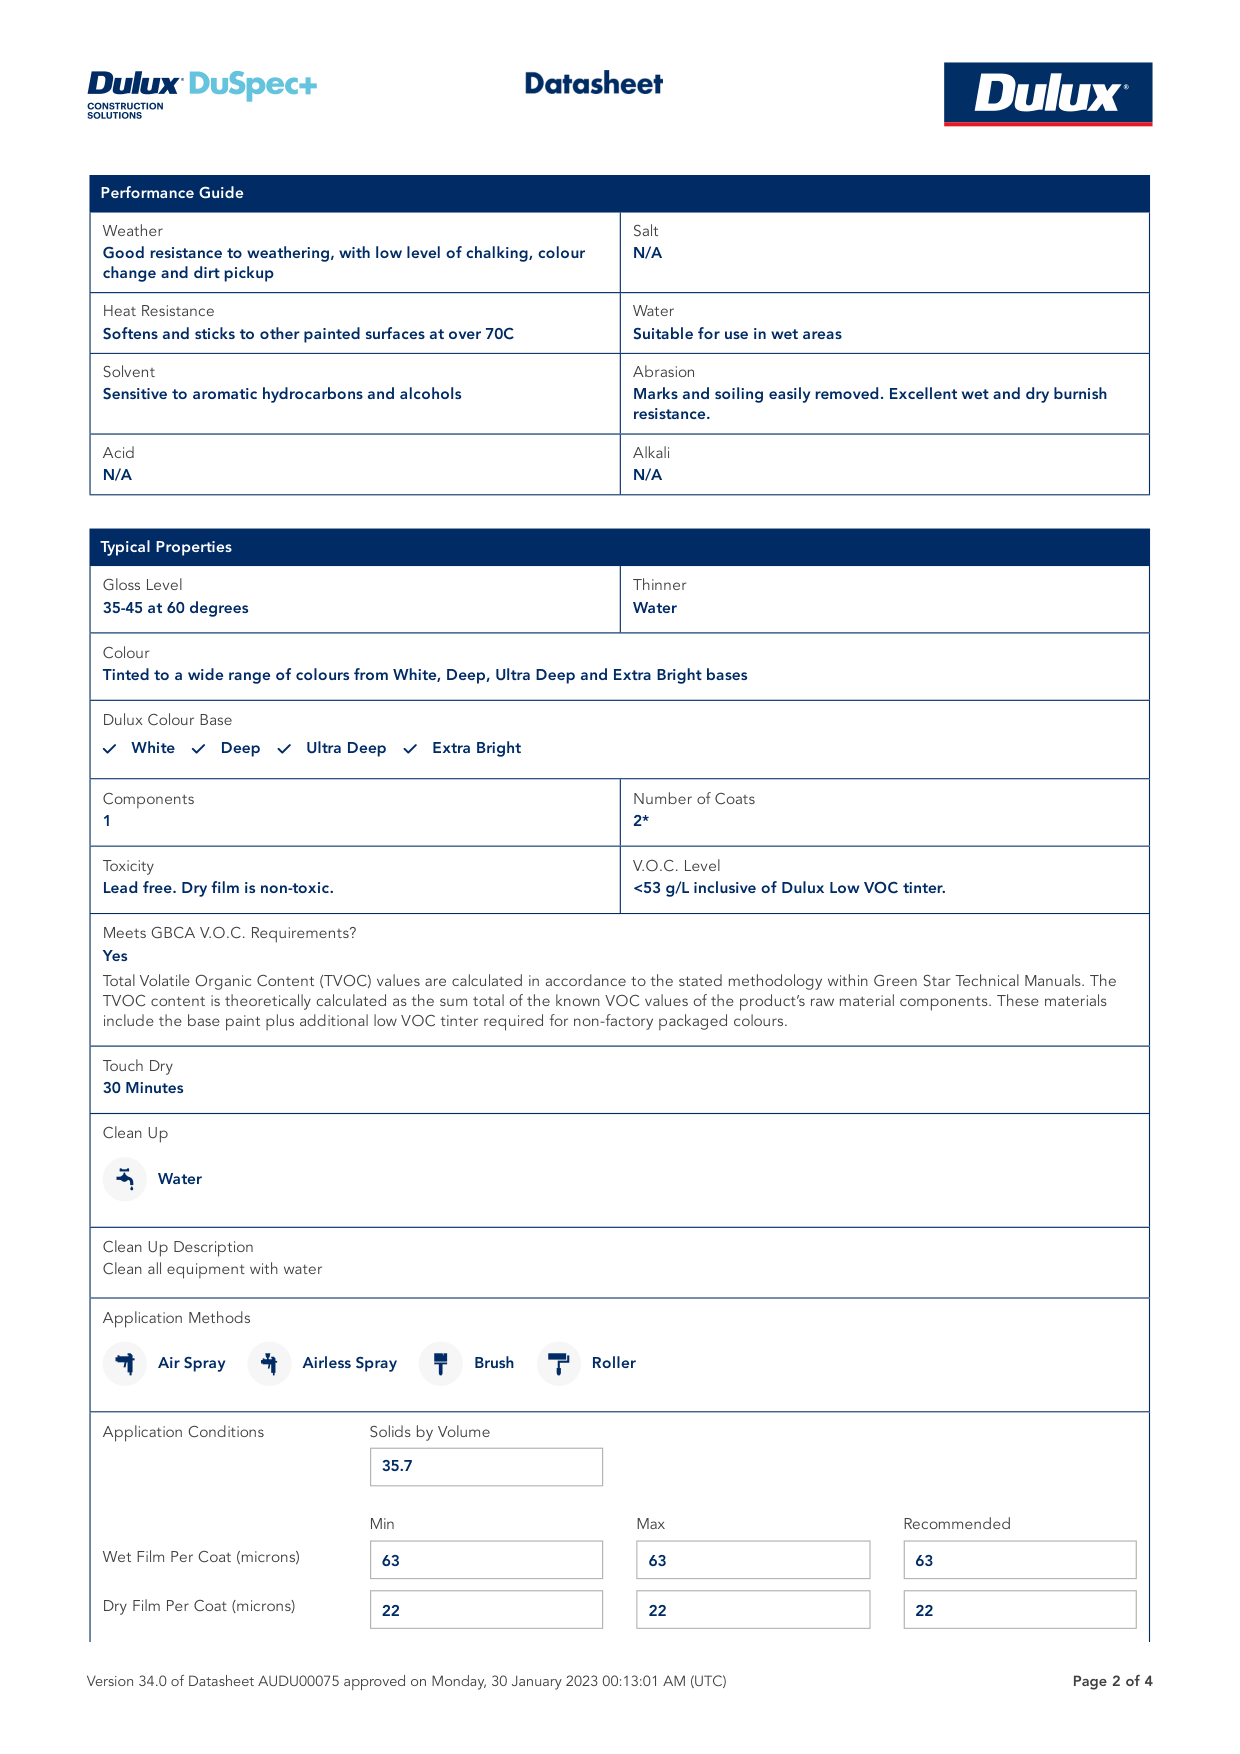 Dulux DuSpec+
CONSTRUCTION
SOLUTIONS
Datasheet
Dulux®
Performance Guide
Weather
Good resistance to weathering, with low level of chalking, colour
change and dirt pickup
Salt
N/A
Heat Resistance
Softens and sticks to other painted surfaces at over 70C
Water
Suitable for use in wet areas
Solvent
Sensitive to aromatic hydrocarbons and alcohols
Abrasion
Marks and soiling easily removed. Excellent wet and dry burnish
resistance.
Acid
N/A
Alkali
N/A
Typical Properties
Gloss Level
35-45 at 60 degrees
Thinner
Water
Colour
Tinted to a wide range of colours from White, Deep, Ultra Deep and Extra Bright bases
Dulux Colour Base
✓ White ✓ Deep ✓ Ultra Deep ✓ Extra Bright
Components
1
Number of Coats
2*
Toxicity
Lead free. Dry film is non-toxic.
V.O.C. Level
<53 g/L inclusive of Dulux Low VOC tinter.
Meets GBCA V.O.C. Requirements?
Yes
Total Volatile Organic Content (TVOC) values are calculated in accordance to the stated methodology within Green Star Technical Manuals. The
TVOC content is theoretically calculated as the sum total of the known VOC values of the product's raw material components. These materials
include the base paint plus additional low VOC tinter required for non-factory packaged colours.
Touch Dry
30 Minutes
Clean Up
Water
Clean Up Description
Clean all equipment with water
Application Methods
Air Spray Airless Spray Brush Roller
Application Conditions Solids by Volume
35.7
Min Max Recommended
Wet Film Per Coat (microns) 63 63 63
Dry Film Per Coat (microns) 22 22 22
Version 34.0 of Datasheet AUDU00075 approved on Monday, 30 January 2023 00:13:01 AM (UTC)
Page 2 of 4